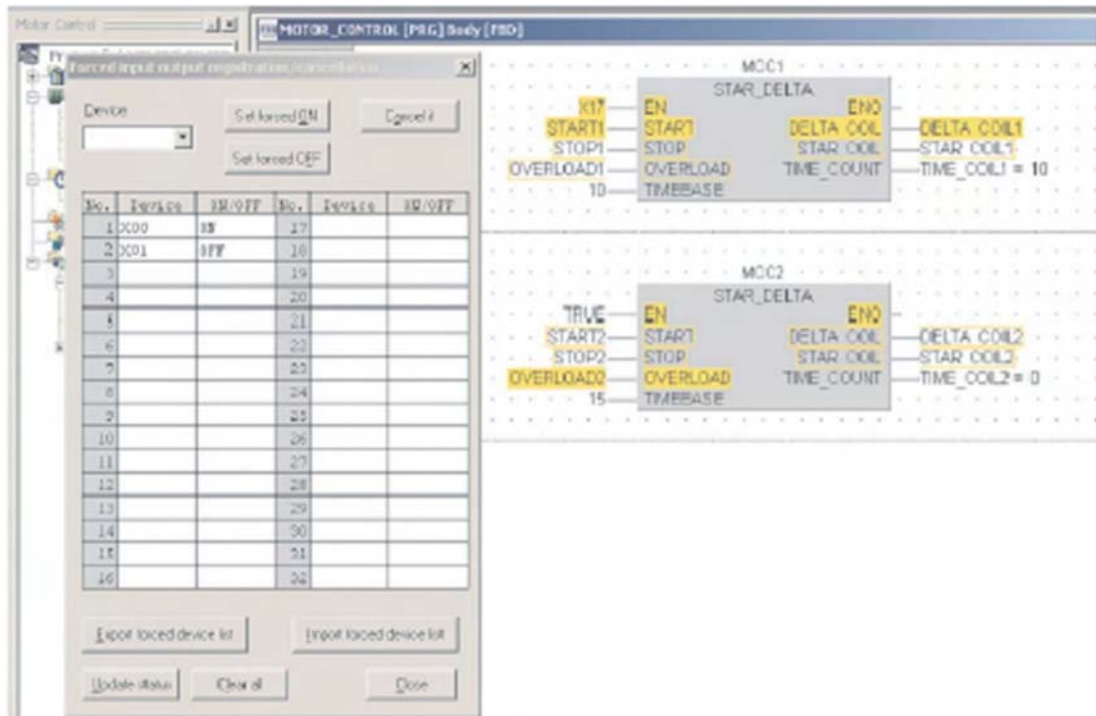 Motor Control
MOTOR_CONTROL [PRG] Body [FBD]
Forced input output registration/cancellation
Device
Set forced ON
Cancel it
Set forced OFF
No. Device ON/OFF No. Device ON/OFF
1 X00 ON 17
2 X01 OFF 18
3 19
4 20
5 21
6 22
7 23
8 24
9 25
10 26
11 27
12 28
13 29
14 30
15 31
16 32
Export forced device list
Import forced device list
Update status
Clear all
Close
MCC1
STAR_DELTA
X17 EN ENO
START1 START DELTA COIL DELTA COIL1
STOP1 STOP STAR COIL STAR COIL1
OVERLOAD1 OVERLOAD TIME_COUNT TIME_COIL1 = 10
10 TIMEBASE
MCC2
STAR_DELTA
TRUE EN ENO
START2 START DELTA COIL DELTA COIL2
STOP2 STOP STAR COIL STAR COIL2
OVERLOAD2 OVERLOAD TIME_COUNT TIME_COIL2 = 0
15 TIMEBASE